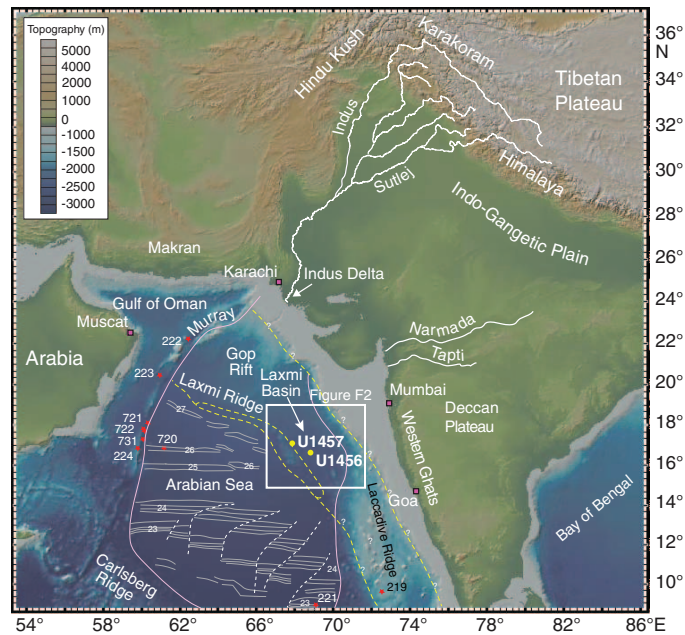 Topography (m)
5000
4000
2000
0
-1000
-1500
-2000
-2500
-3000
36°
N
34°
32°
30°
28°
26°
24°
22°
20°
18°
16°
14°
12°
10°
Hindu Kush
Karakoram
Tibetan
Plateau
Indus
Himalaya
Sutlej
Indo-Gangetic Plain
Makran
Karachi
Indus Delta
Gulf of Oman
Muscat
Murray
222
Arabia
Narmada
Tapti
Gop
Rift
223
Laxmi Ridge
Laxmi
Basin
Figure F2
Mumbai
Deccan
Plateau
Western Ghats
27
721
722
731
720
224
U1457
U1456
26
26
25
26
Arabian Sea
Goa
Laccadive Ridge
Bay of Bengal
24
23
24
Carlsberg
Ridge
219
221
23
?
?
?
?
?
?
?
?
54°
58°
62°
66°
70°
74°
78°
82°
86°E